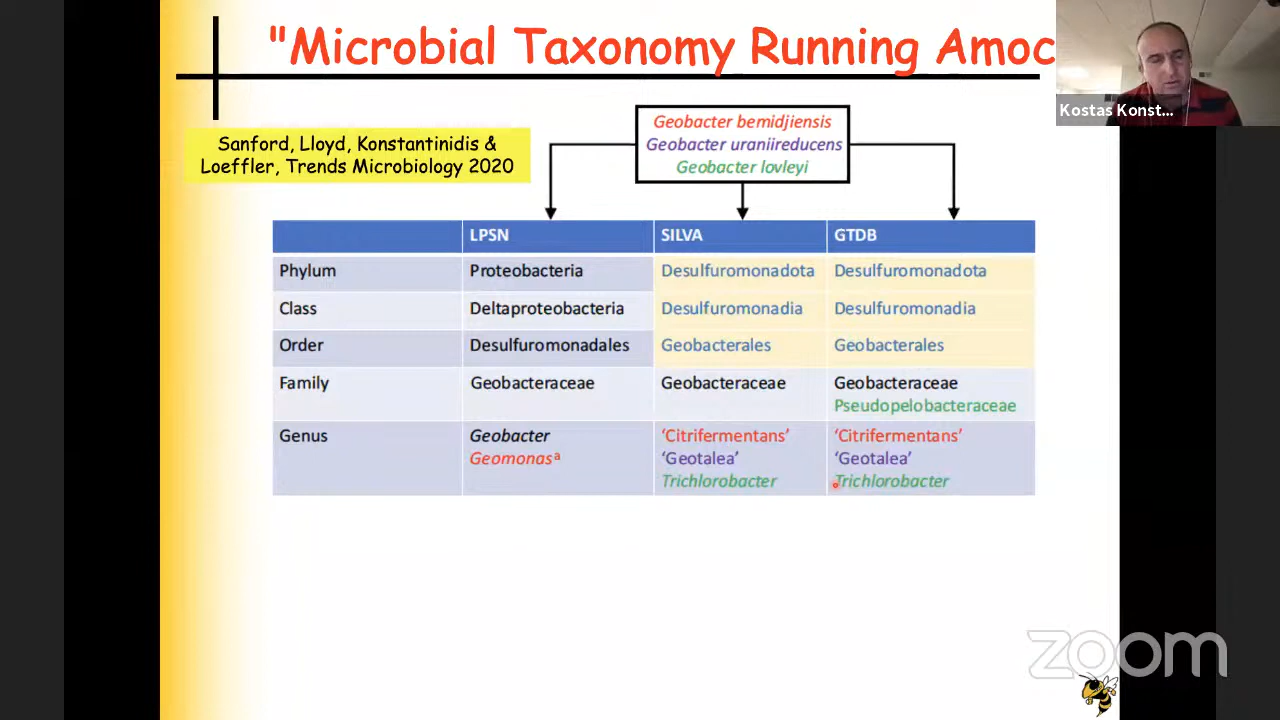 "Microbial Taxonomy Running Amoc
Kostas Konst...
Sanford, Lloyd, Konstantinidis &
Loeffler, Trends Microbiology 2020
Geobacter bemidjiensis
Geobacter uraniireducens
Geobacter lovleyi
LPSN SILVA GTDB
Phylum Proteobacteria Desulfuromonadota Desulfuromonadota
Class Deltaproteobacteria Desulfuromonadia Desulfuromonadia
Order Desulfuromonadales Geobacterales Geobacterales
Family Geobacteraceae Geobacteraceae Geobacteraceae
Pseudopelobacteraceae
Genus Geobacter 'Citrifermentans' 'Citrifermentans'
Geomonasᵃ 'Geotalea' 'Geotalea'
Trichlorobacter Trichlorobacter
zoom